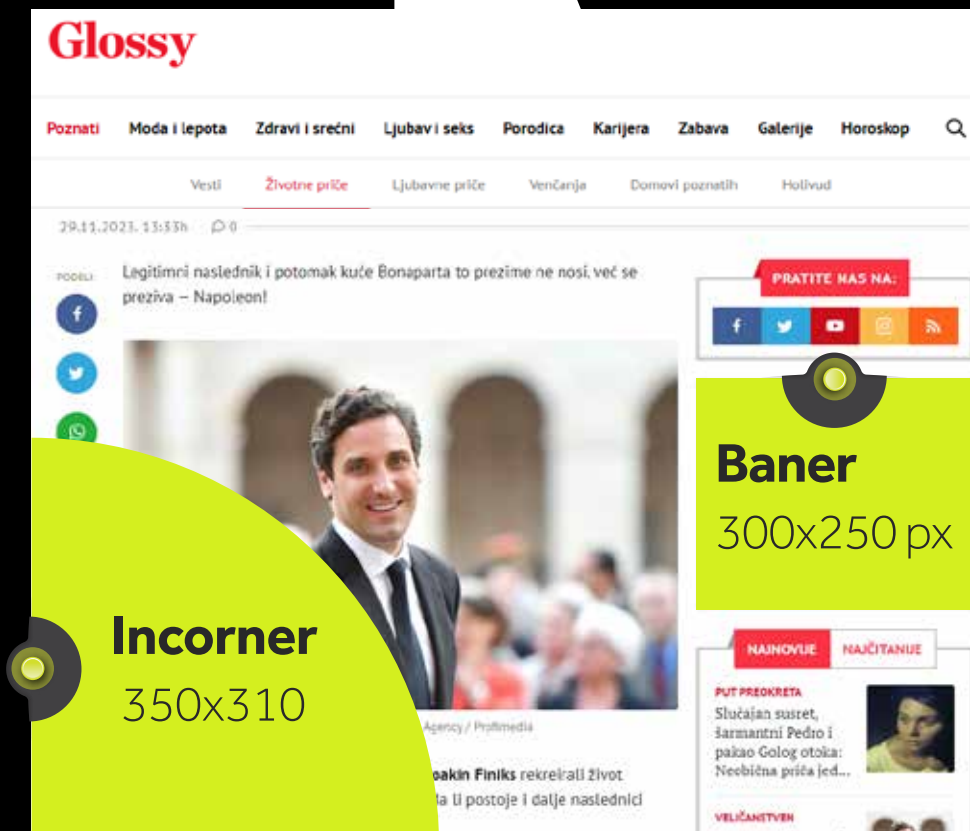 Glossy
Poznati Moda i lepota Zdravi i srećni Ljubav i seks Porodica Karijera Zabava Galerije Horoskop
Vesti Životne priče Ljubavne priče Venčanja Domovi poznatih Holivud
29.11.2023. 13:33h 0
PODELI
Legitimni naslednik i potomak kuće Bonaparta to prezime ne nosi, već se
preziva – Napoleon!
PRATITE NAS NA:
Baner
300x250 px
Incorner
350x310
Agency / Profimedia
oakin Finiks rekreirali život
da li postoje i dalje naslednici
NAJNOVIJE NAJČITANIJE
PUT PREOKRETA
Slučajan susret,
šarmantni Pedro i
pakao Golog otoka:
Neobična priča jed...
VELIČANSTVEN